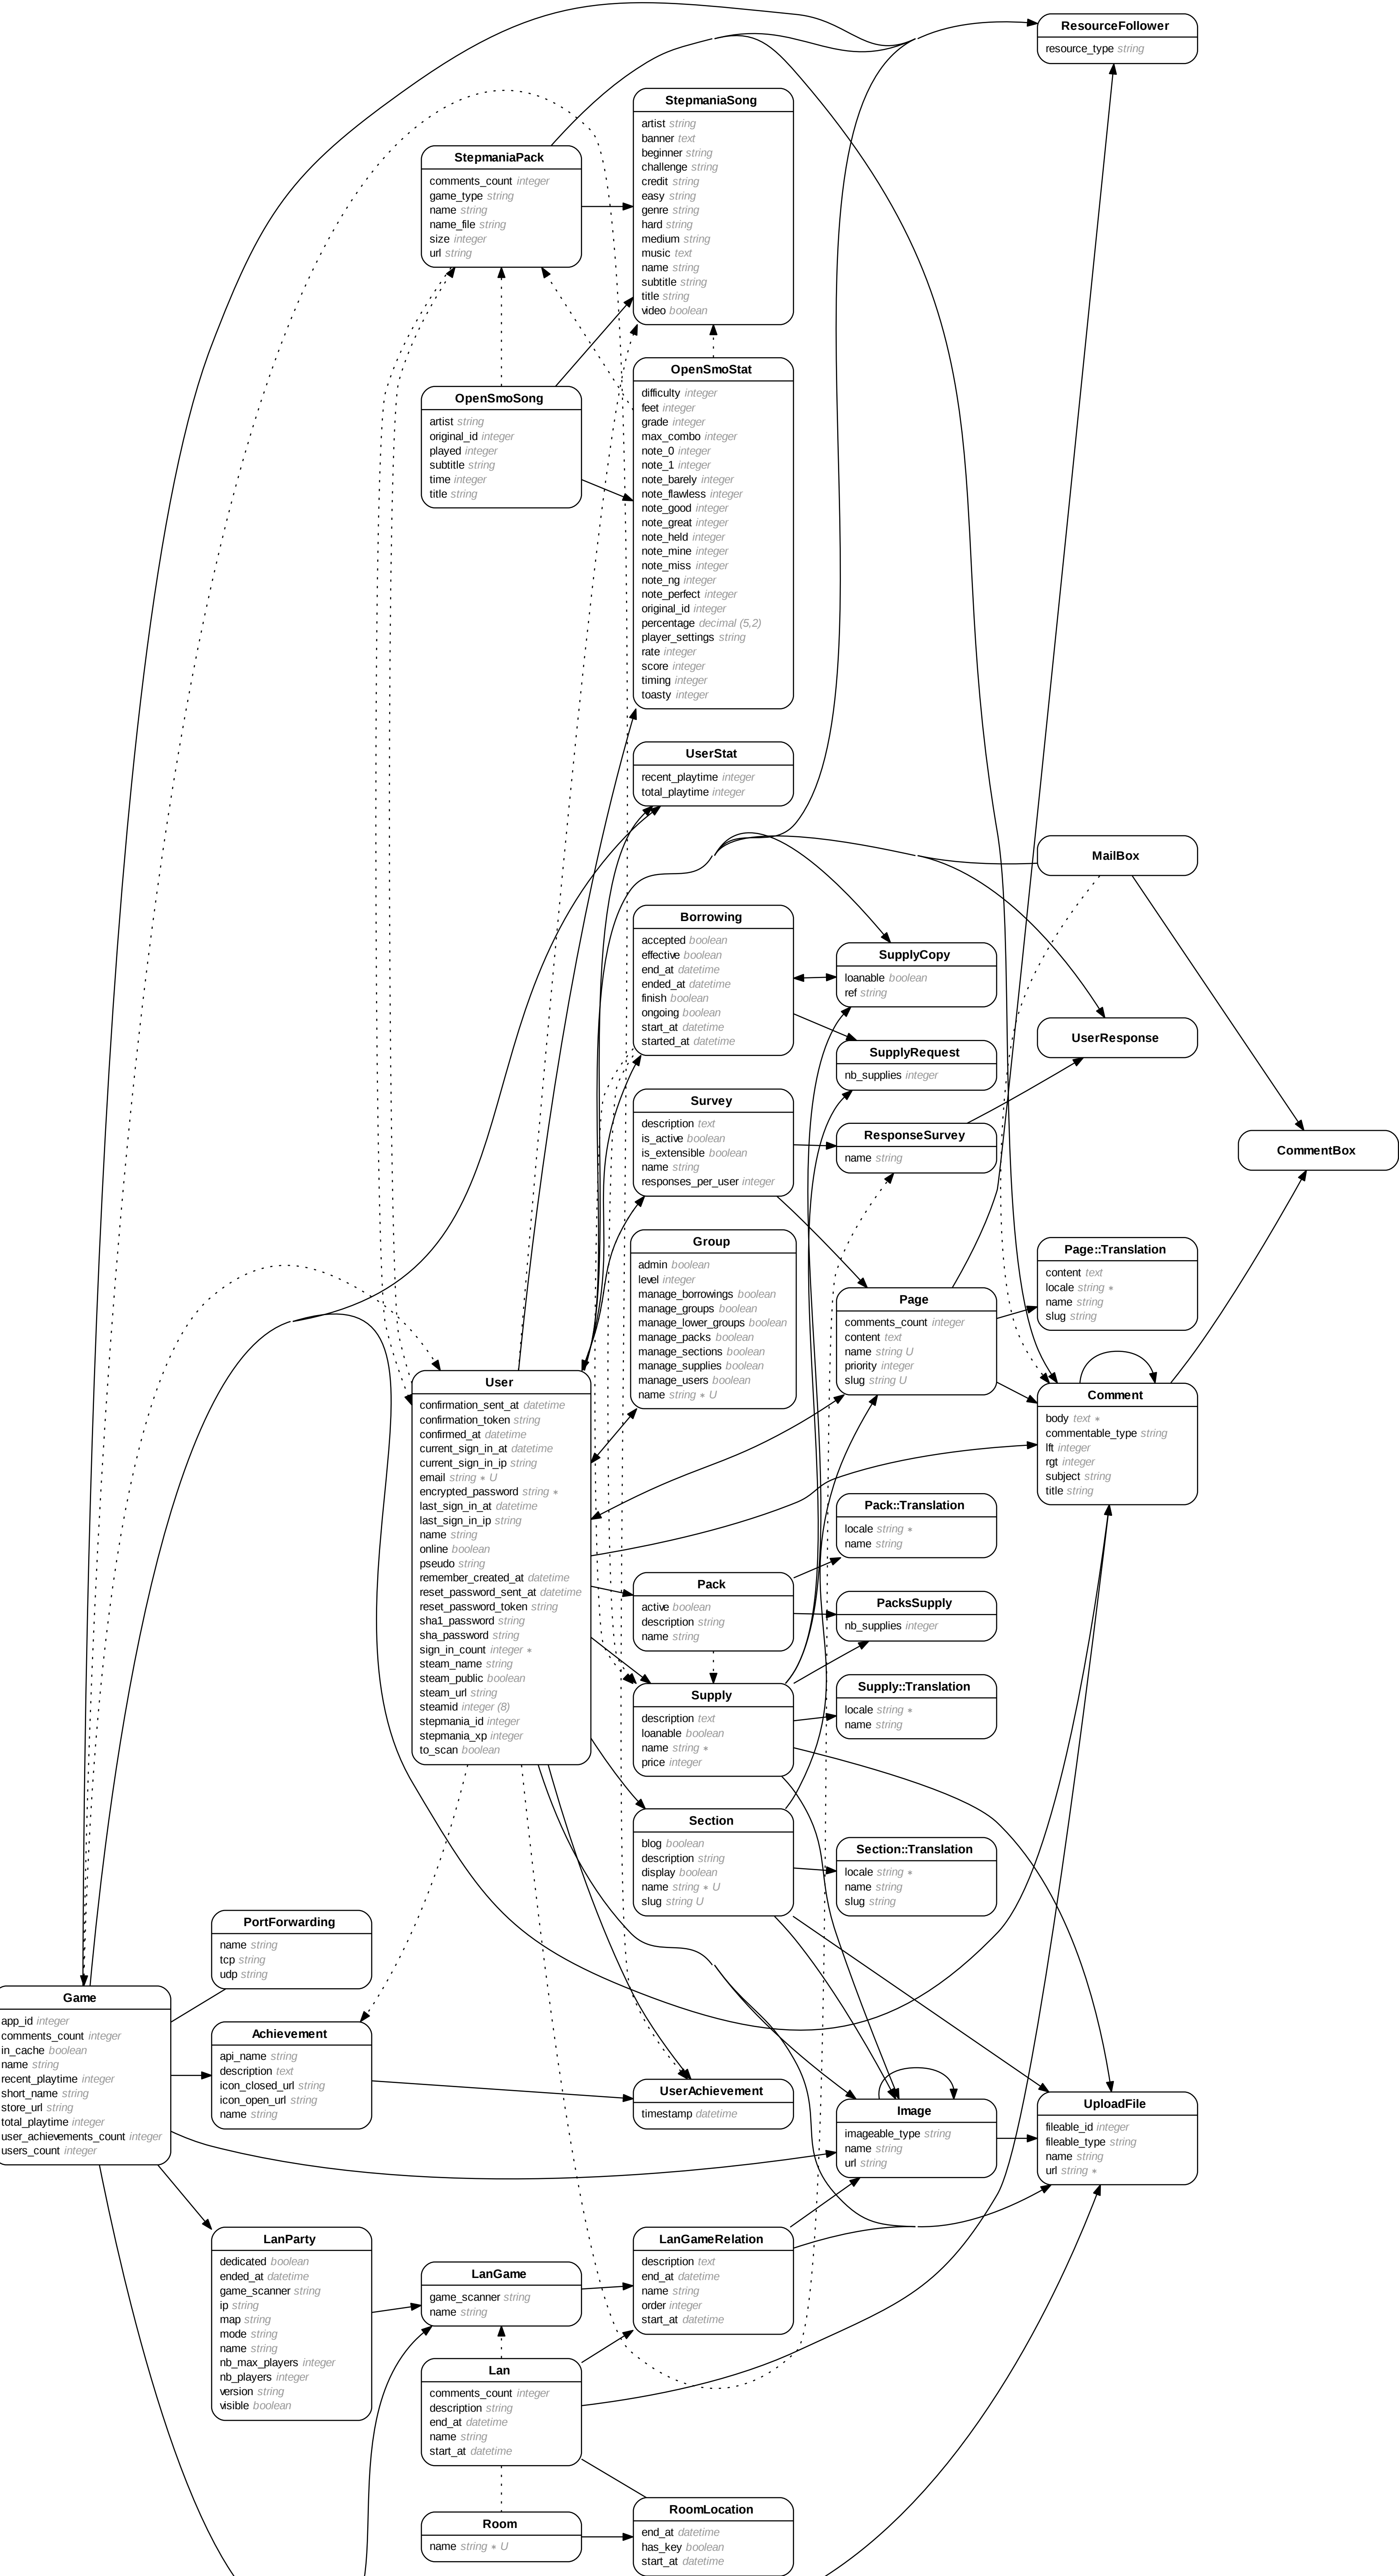 ResourceFollower
resource_type string
StepmaniaSong
artist string
banner text
beginner string
challenge string
credit string
easy string
genre string
hard string
medium string
music text
name string
subtitle string
title string
video boolean
StepmaniaPack
comments_count integer
game_type string
name string
name_file string
size integer
url string
OpenSmoStat
difficulty integer
feet integer
grade integer
max_combo integer
note_0 integer
note_1 integer
note_barely integer
note_flawless integer
note_good integer
note_great integer
note_held integer
note_mine integer
note_miss integer
note_ng integer
note_perfect integer
original_id integer
percentage decimal (5,2)
player_settings string
rate integer
score integer
timing integer
toasty integer
OpenSmoSong
artist string
original_id integer
played integer
subtitle string
time integer
title string
UserStat
recent_playtime integer
total_playtime integer
MailBox
Borrowing
accepted boolean
effective boolean
end_at datetime
ended_at datetime
finish boolean
ongoing boolean
start_at datetime
started_at datetime
SupplyCopy
loanable boolean
ref string
UserResponse
SupplyRequest
nb_supplies integer
Survey
description text
is_active boolean
is_extensible boolean
name string
responses_per_user integer
ResponseSurvey
name string
CommentBox
Group
admin boolean
level integer
manage_borrowings boolean
manage_groups boolean
manage_lower_groups boolean
manage_packs boolean
manage_sections boolean
manage_supplies boolean
manage_users boolean
name string ∗ U
Page::Translation
content text
locale string ∗
name string
slug string
Page
comments_count integer
content text
name string U
priority integer
slug string U
User
confirmation_sent_at datetime
confirmation_token string
confirmed_at datetime
current_sign_in_at datetime
current_sign_in_ip string
email string ∗ U
encrypted_password string ∗
last_sign_in_at datetime
last_sign_in_ip string
name string
online boolean
pseudo string
remember_created_at datetime
reset_password_sent_at datetime
reset_password_token string
sha1_password string
sha_password string
sign_in_count integer ∗
steam_name string
steam_public boolean
steam_url string
steamid integer (8)
stepmania_id integer
stepmania_xp integer
to_scan boolean
Comment
body text ∗
commentable_type string
lft integer
rgt integer
subject string
title string
Pack::Translation
locale string ∗
name string
Pack
active boolean
description string
name string
PacksSupply
nb_supplies integer
Supply
description text
loanable boolean
name string ∗
price integer
Supply::Translation
locale string ∗
name string
Section
blog boolean
description string
display boolean
name string ∗ U
slug string U
Section::Translation
locale string ∗
name string
slug string
PortForwarding
name string
tcp string
udp string
Game
app_id integer
comments_count integer
in_cache boolean
name string
recent_playtime integer
short_name string
store_url string
total_playtime integer
user_achievements_count integer
users_count integer
Achievement
api_name string
description text
icon_closed_url string
icon_open_url string
name string
UserAchievement
timestamp datetime
Image
imageable_type string
name string
url string
UploadFile
fileable_id integer
fileable_type string
name string
url string ∗
LanParty
dedicated boolean
ended_at datetime
game_scanner string
ip string
map string
mode string
name string
nb_max_players integer
nb_players integer
version string
visible boolean
LanGame
game_scanner string
name string
LanGameRelation
description text
end_at datetime
name string
order integer
start_at datetime
Lan
comments_count integer
description string
end_at datetime
name string
start_at datetime
Room
name string ∗ U
RoomLocation
end_at datetime
has_key boolean
start_at datetime